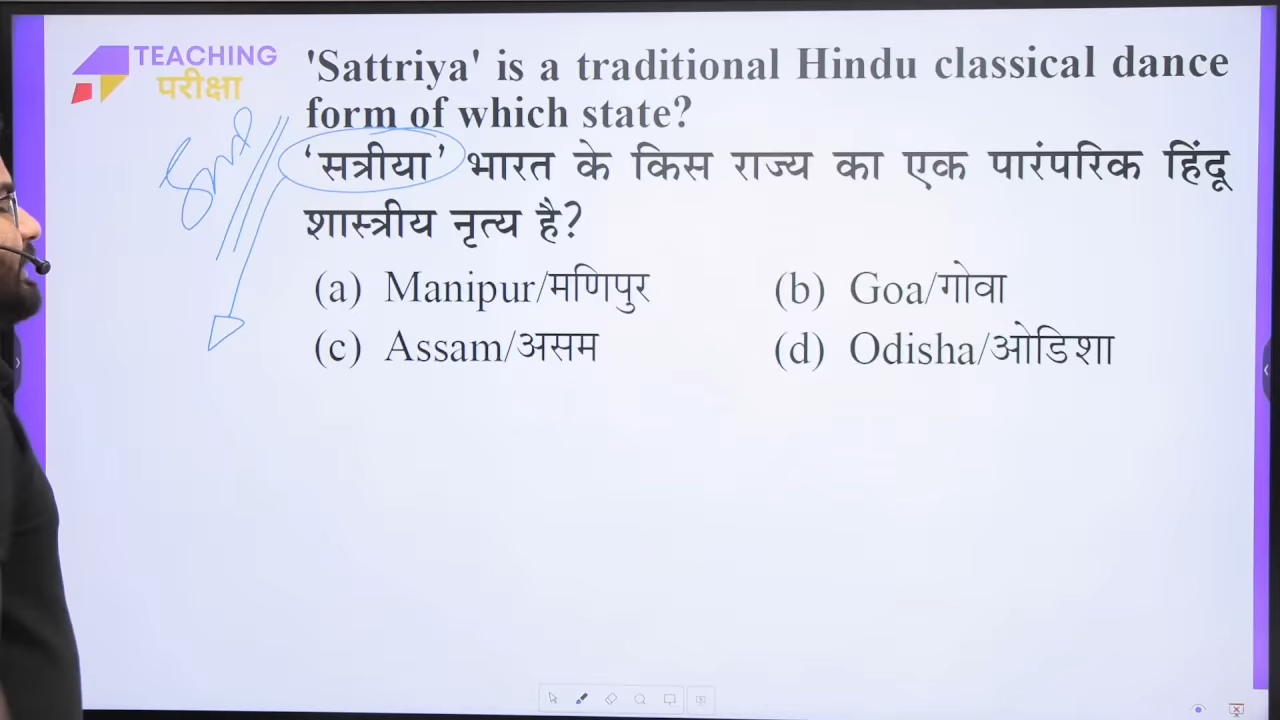 TEACHING
परीक्षा
'Sattriya' is a traditional Hindu classical dance
form of which state?
'सत्रीया' भारत के किस राज्य का एक पारंपरिक हिंदू
शास्त्रीय नृत्य है?
(a) Manipur/मणिपुर (b) Goa/गोवा
(c) Assam/असम (d) Odisha/ओडिशा